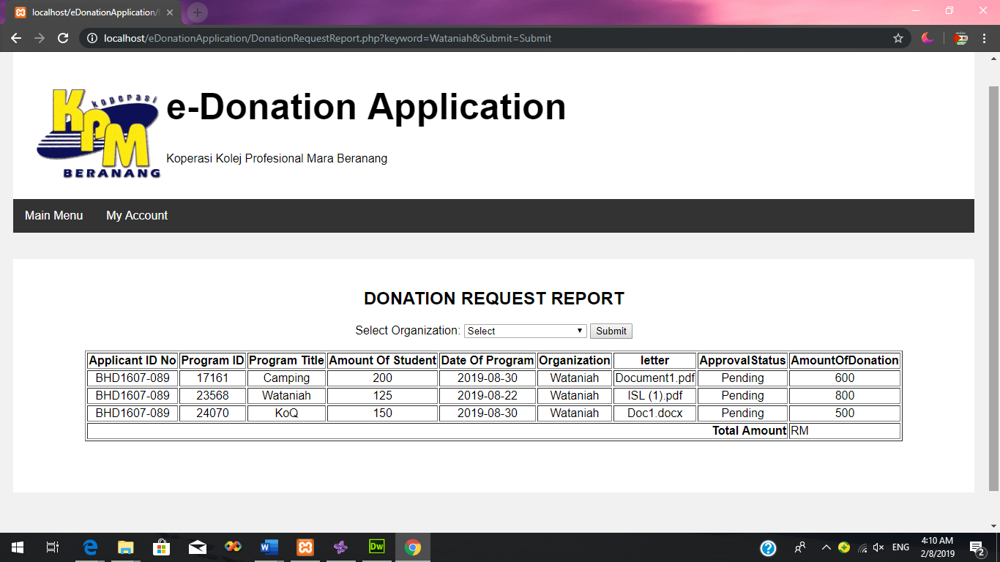 localhost/eDonationApplication/
localhost/eDonationApplication/DonationRequestReport.php?keyword=Wataniah&Submit=Submit
koperasi
KPM
BERANANG
e-Donation Application
Koperasi Kolej Profesional Mara Beranang
Main Menu My Account
DONATION REQUEST REPORT
Select Organization: Select Submit
Applicant ID No Program ID Program Title Amount Of Student Date Of Program Organization letter ApprovalStatus AmountOfDonation
BHD1607-089 17161 Camping 200 2019-08-30 Wataniah Document1.pdf Pending 600
BHD1607-089 23568 Wataniah 125 2019-08-22 Wataniah ISL (1).pdf Pending 800
BHD1607-089 24070 KoQ 150 2019-08-30 Wataniah Doc1.docx Pending 500
Total Amount RM
Dw
ENG
4:10 AM
2/8/2019
2